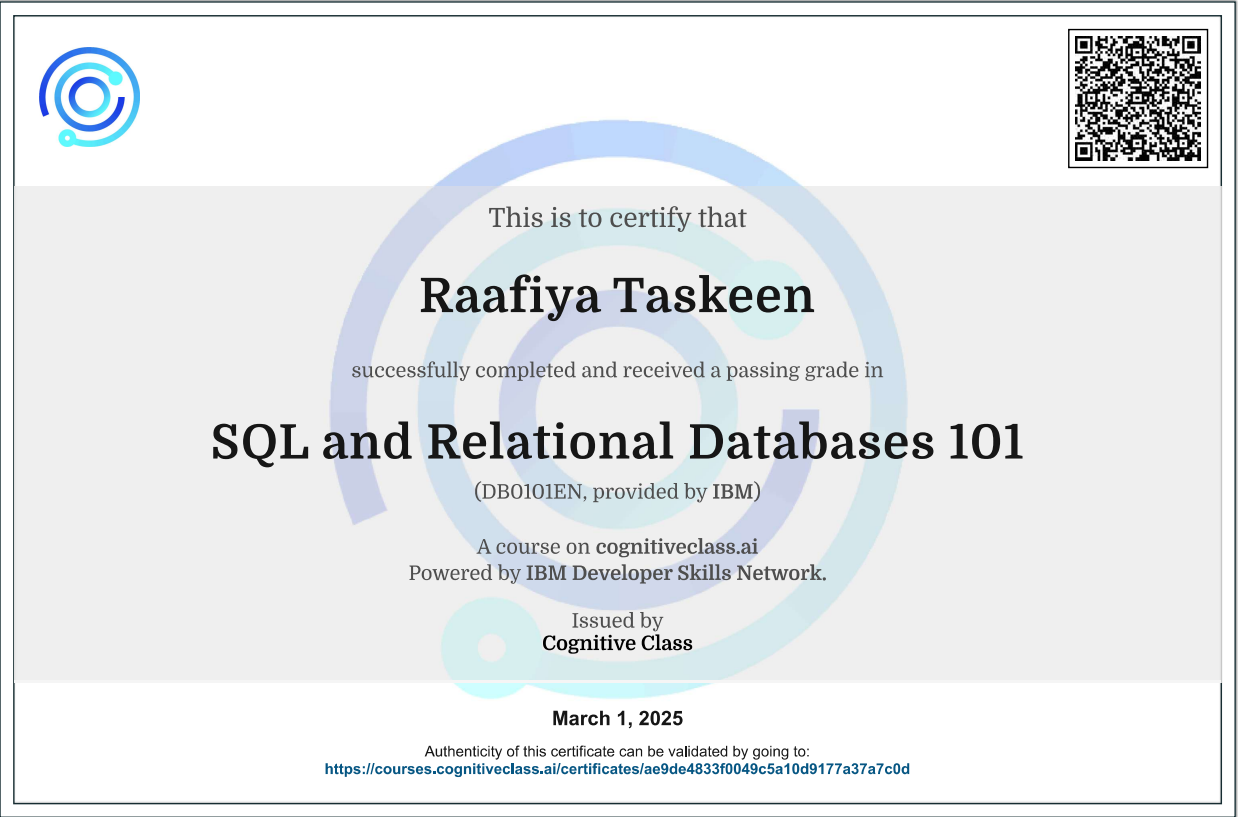 This is to certify that
Raafiya Taskeen
successfully completed and received a passing grade in
SQL and Relational Databases 101
(DB0101EN, provided by IBM)
A course on cognitiveclass.ai
Powered by IBM Developer Skills Network.
Issued by
Cognitive Class
March 1, 2025
Authenticity of this certificate can be validated by going to:
https://courses.cognitiveclass.ai/certificates/ae9de4833f0049c5a10d9177a37a7c0d